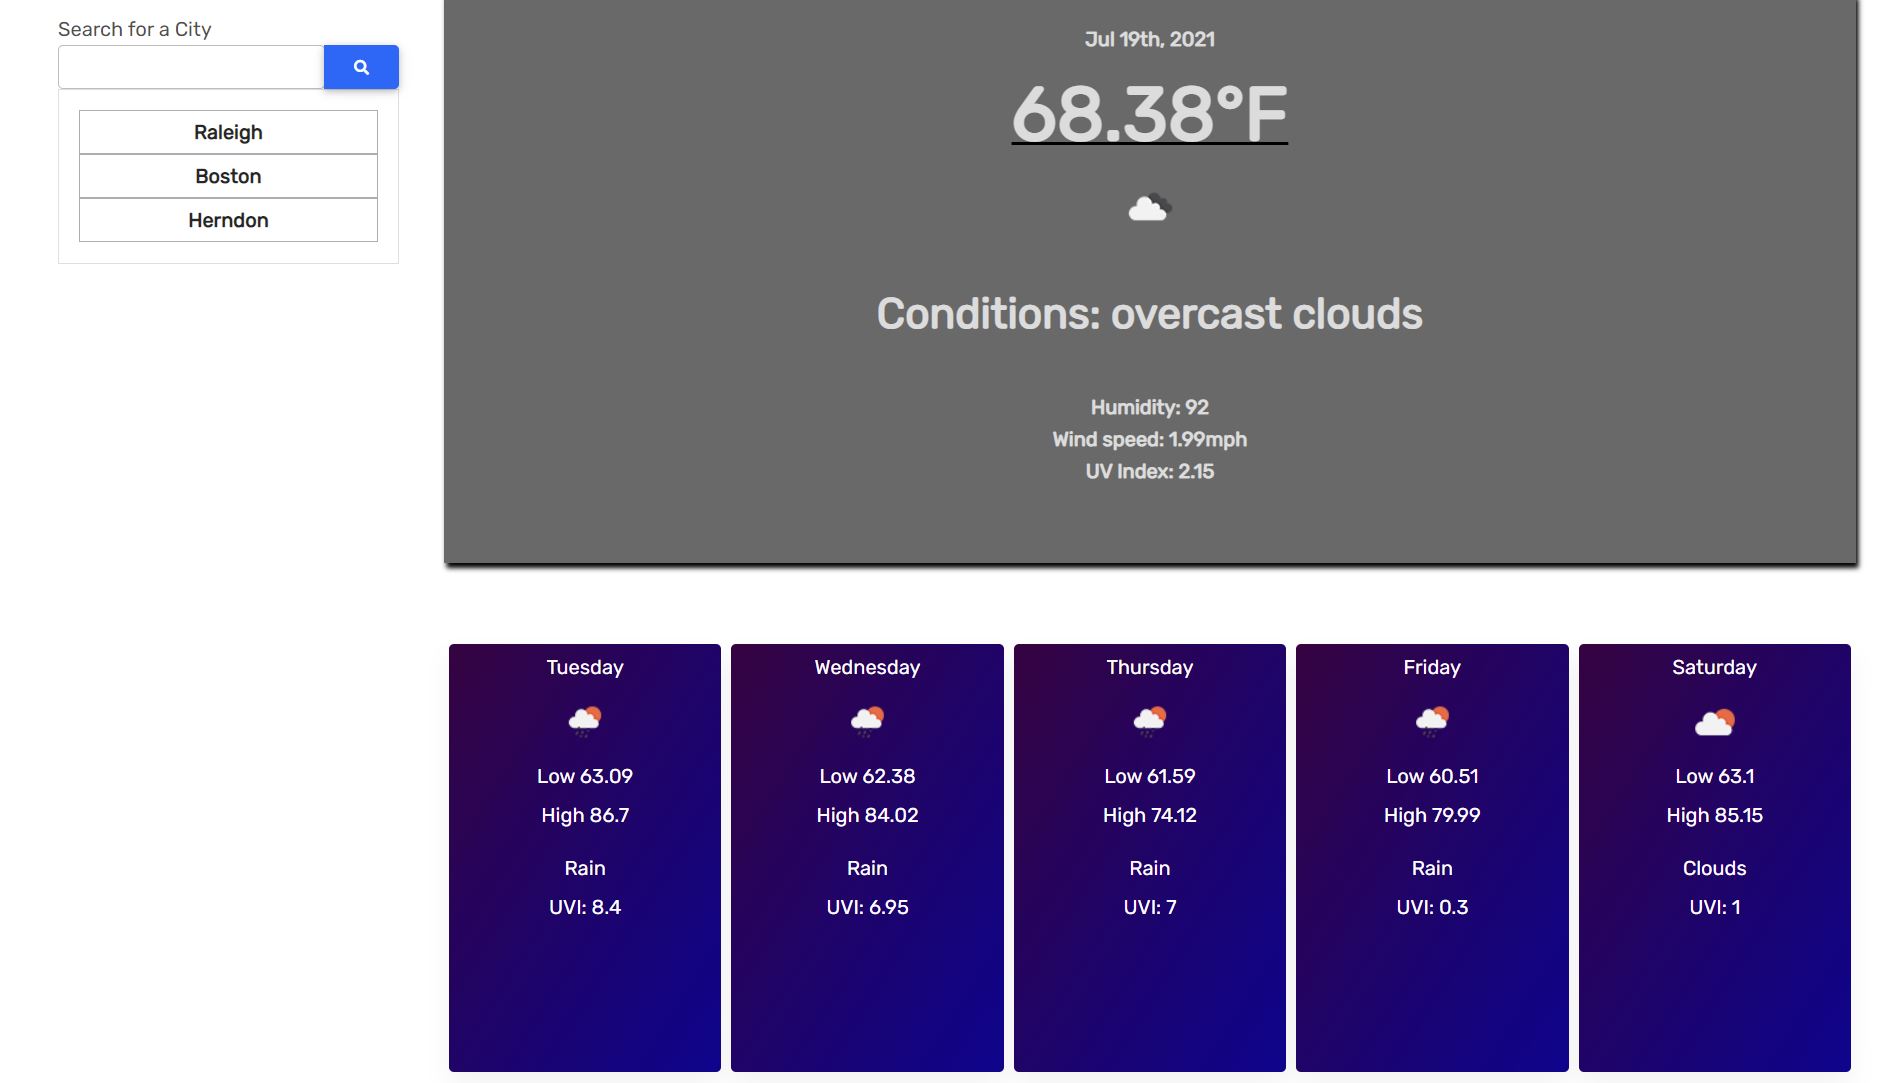 Search for a City
Raleigh
Boston
Herndon
Jul 19th, 2021
68.38°F
Conditions: overcast clouds
Humidity: 92
Wind speed: 1.99mph
UV Index: 2.15
Tuesday
Low 63.09
High 86.7
Rain
UVI: 8.4
Wednesday
Low 62.38
High 84.02
Rain
UVI: 6.95
Thursday
Low 61.59
High 74.12
Rain
UVI: 7
Friday
Low 60.51
High 79.99
Rain
UVI: 0.3
Saturday
Low 63.1
High 85.15
Clouds
UVI: 1